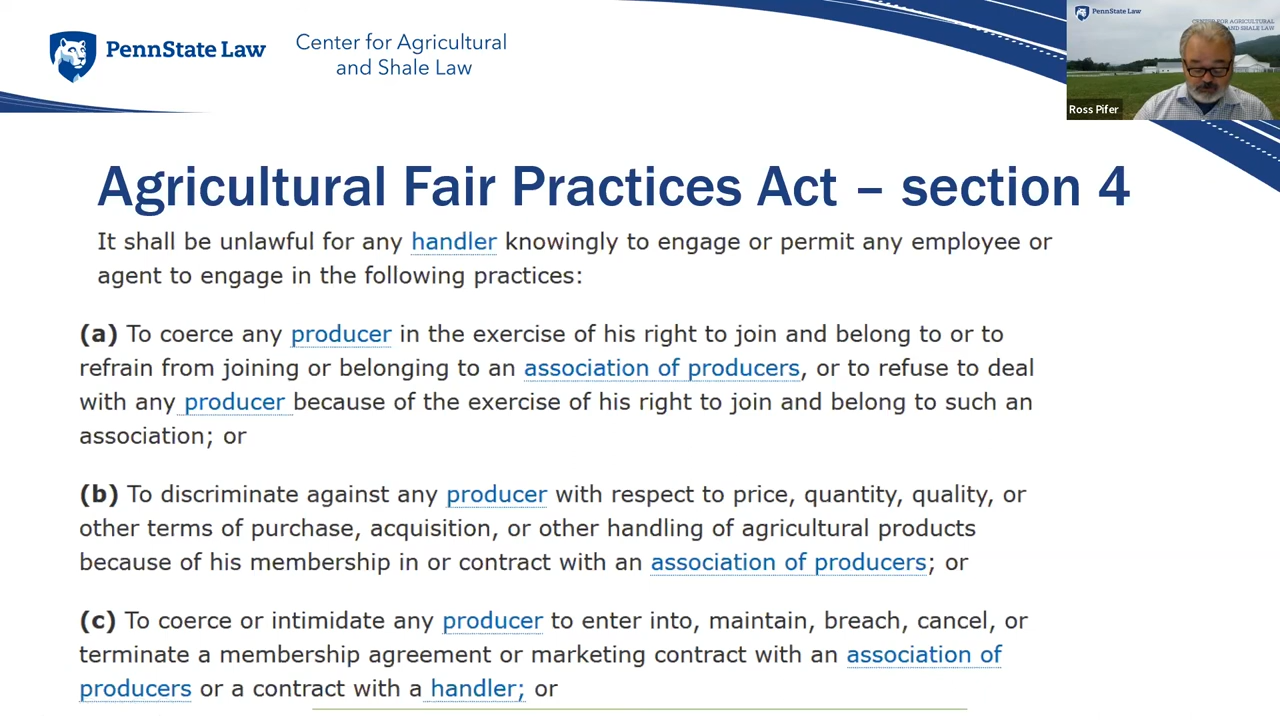 PennState Law
Center for Agricultural
and Shale Law
PennState Law
CENTER FOR AGRICULTURAL
AND SHALE LAW
Ross Pifer
Agricultural Fair Practices Act – section 4
It shall be unlawful for any handler knowingly to engage or permit any employee or
agent to engage in the following practices:
(a) To coerce any producer in the exercise of his right to join and belong to or to
refrain from joining or belonging to an association of producers, or to refuse to deal
with any producer because of the exercise of his right to join and belong to such an
association; or
(b) To discriminate against any producer with respect to price, quantity, quality, or
other terms of purchase, acquisition, or other handling of agricultural products
because of his membership in or contract with an association of producers; or
(c) To coerce or intimidate any producer to enter into, maintain, breach, cancel, or
terminate a membership agreement or marketing contract with an association of
producers or a contract with a handler; or